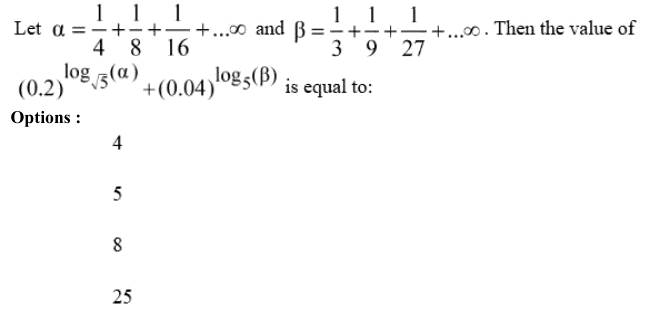 Let α = 1/4 + 1/8 + 1/16 + ...∞ and β = 1/3 + 1/9 + 1/27 + ...∞ . Then the value of
(0.2)^(log_√5(α)) + (0.04)^(log_5(β)) is equal to:
Options :
4
5
8
25